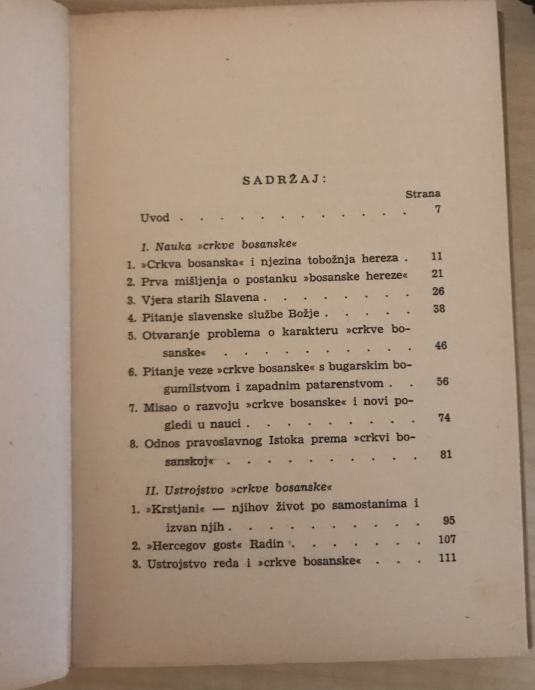 SADRŽAJ:
Strana
Uvod . . . . . . . . . . . . 7
I. Nauka »crkve bosanske«
1. »Crkva bosanska« i njezina tobožnja hereza . 11
2. Prva mišljenja o postanku »bosanske hereze« 21
3. Vjera starih Slavena . . . . . . . 26
4. Pitanje slavenske službe Božje . . . . . 38
5. Otvaranje problema o karakteru »crkve bo-
sanske« . . . . . . . . . . 46
6. Pitanje veze »crkve bosanske« s bugarskim bo-
gumilstvom i zapadnim patarenstvom . . 56
7. Misao o razvoju »crkve bosanske« i novi po-
gledi u nauci . . . . . . . . . 74
8. Odnos pravoslavnog Istoka prema »crkvi bo-
sanskoj« . . . . . . . . . . 81
II. Ustrojstvo »crkve bosanske«
1. »Krstjani« — njihov život po samostanima i
izvan njih . . . . . . . . . . 95
2. »Hercegov gost« Radin . . . . . . . 107
3. Ustrojstvo reda i »crkve bosanske« . . . 111